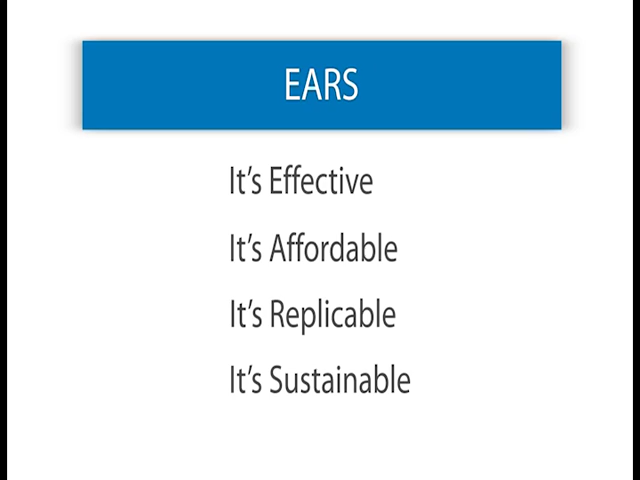 EARS
It’s Effective
It’s Affordable
It’s Replicable
It’s Sustainable